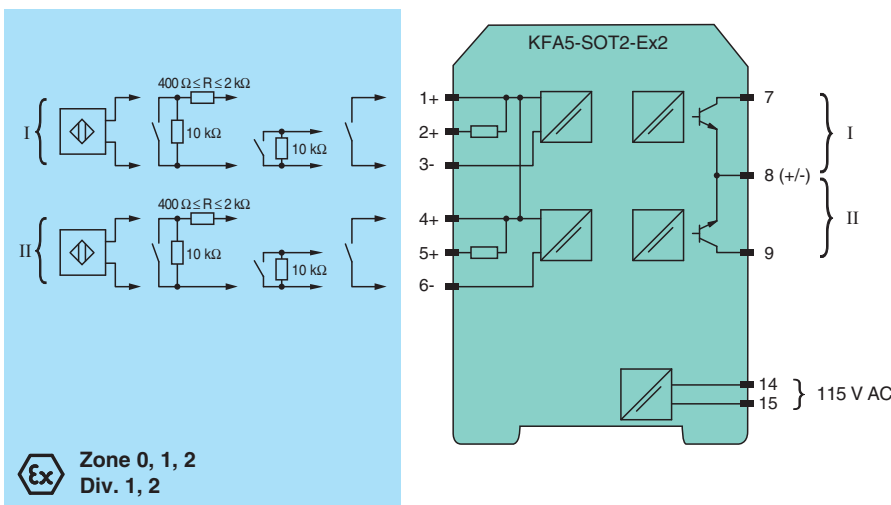 KFA5-SOT2-Ex2
400 Ω ≤ R ≤ 2 kΩ
I
10 kΩ
10 kΩ
400 Ω ≤ R ≤ 2 kΩ
II
10 kΩ
10 kΩ
1+
2+
3-
4+
5+
6-
7
I
8 (+/-)
II
9
14
15
115 V AC
Ex
Zone 0, 1, 2
Div. 1, 2